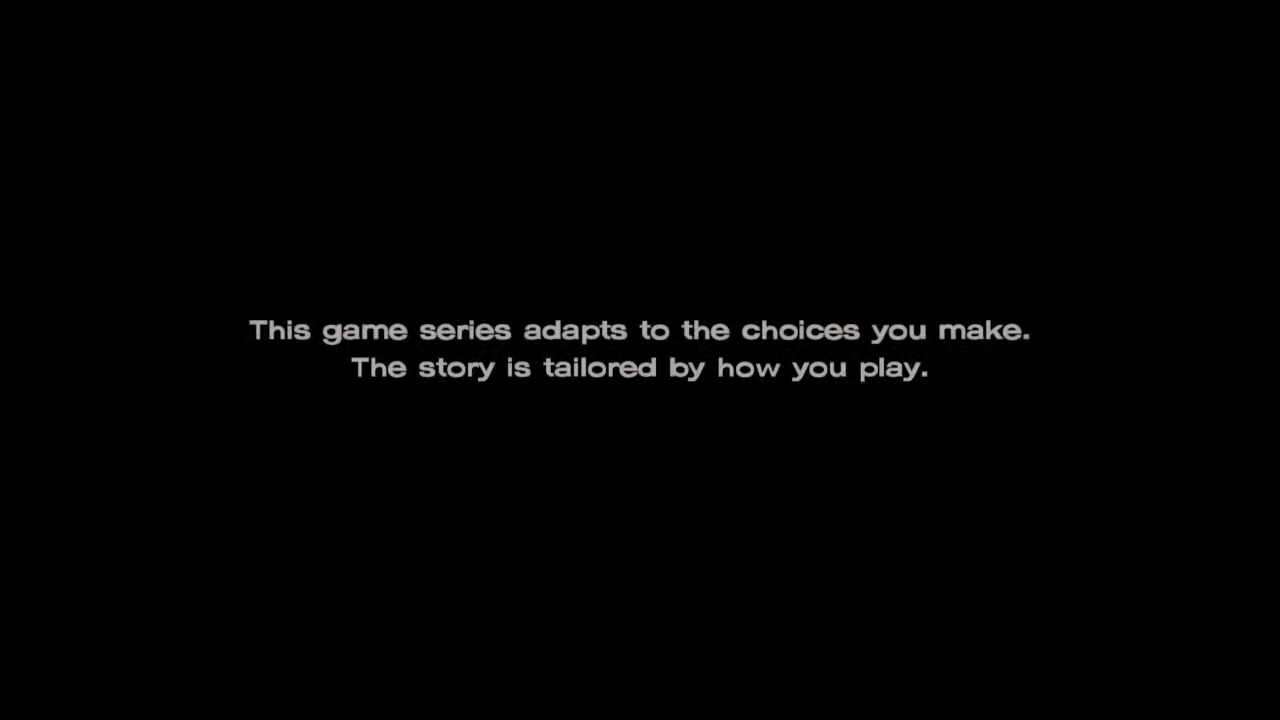 This game series adapts to the choices you make.
The story is tailored by how you play.